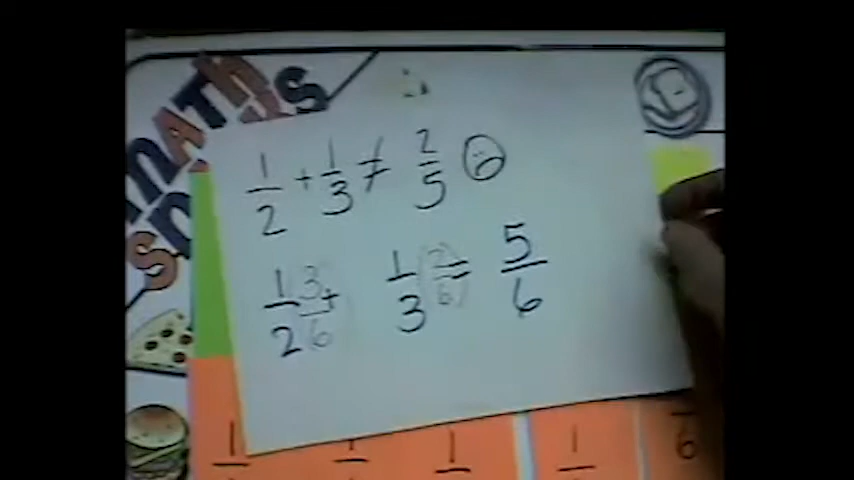 MATHS
1/2 + 1/3 ≠ 2/5
1/2 (3/6) + 1/3 (2/6) = 5/6
1 1 1 1 1/6